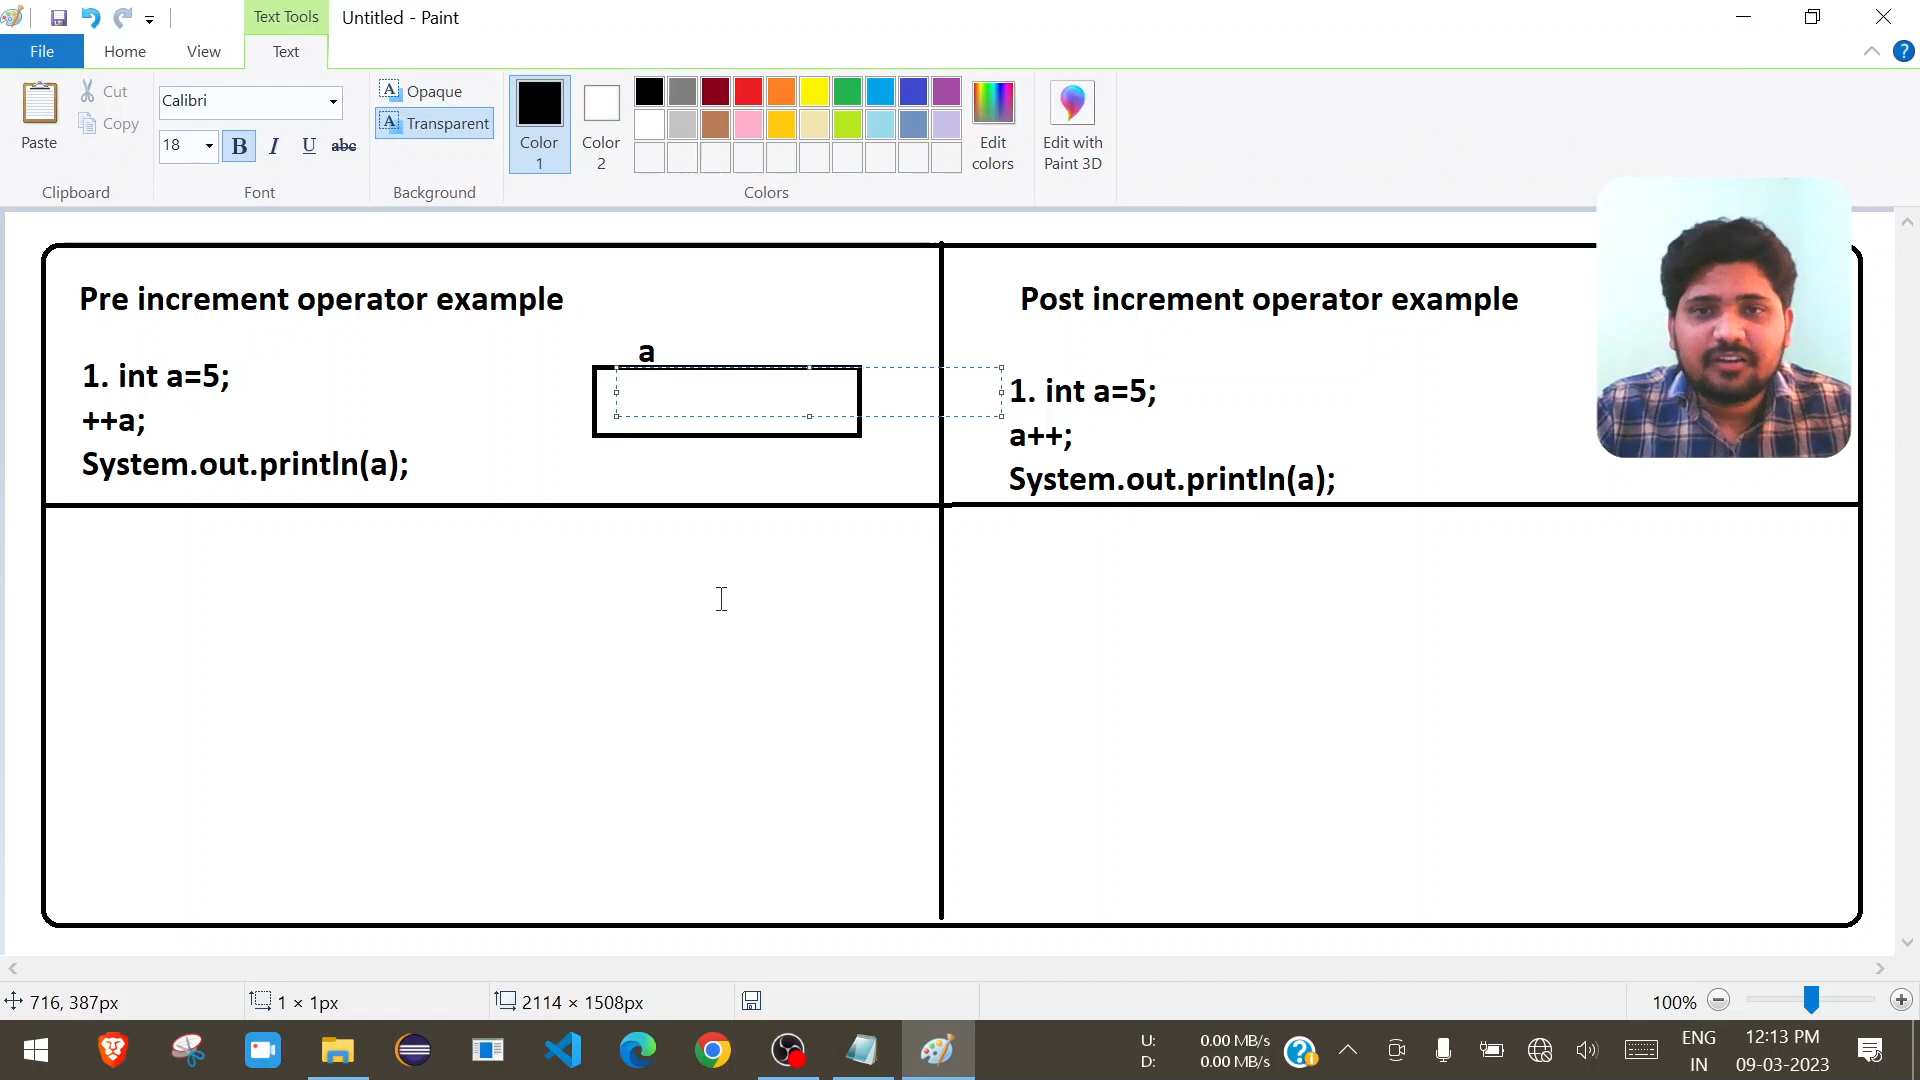 Text Tools
Untitled - Paint
File
Home
View
Text
Paste
Cut
Copy
Clipboard
Calibri
18
B
I
U
abc
Font
A Opaque
A Transparent
Background
Color 1
Color 2
Colors
Edit colors
Edit with Paint 3D
Pre increment operator example
1. int a=5;
++a;
System.out.println(a);
a
Post increment operator example
1. int a=5;
a++;
System.out.println(a);
716, 387px
1 × 1px
2114 × 1508px
100%
U: 0.00 MB/s
D: 0.00 MB/s
ENG
IN
12:13 PM
09-03-2023